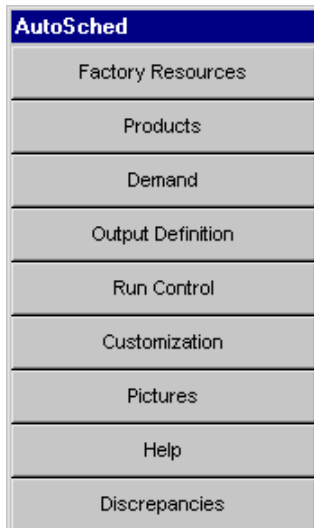 AutoSched
Factory Resources
Products
Demand
Output Definition
Run Control
Customization
Pictures
Help
Discrepancies